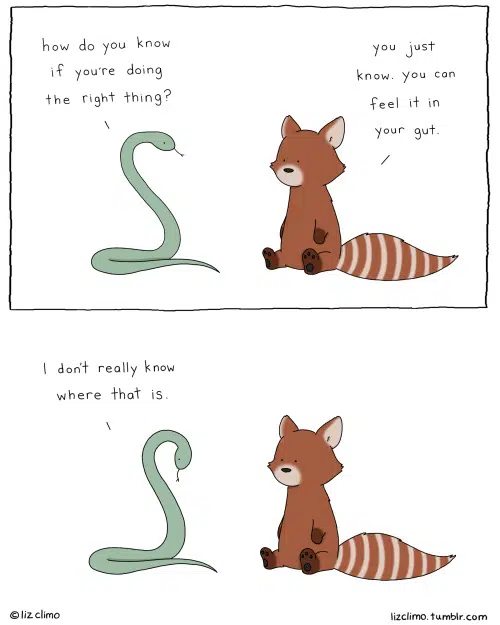 how do you know
if you're doing
the right thing?
you just
know. you can
feel it in
your gut.
I don't really know
where that is.
©liz climo
lizclimo.tumblr.com